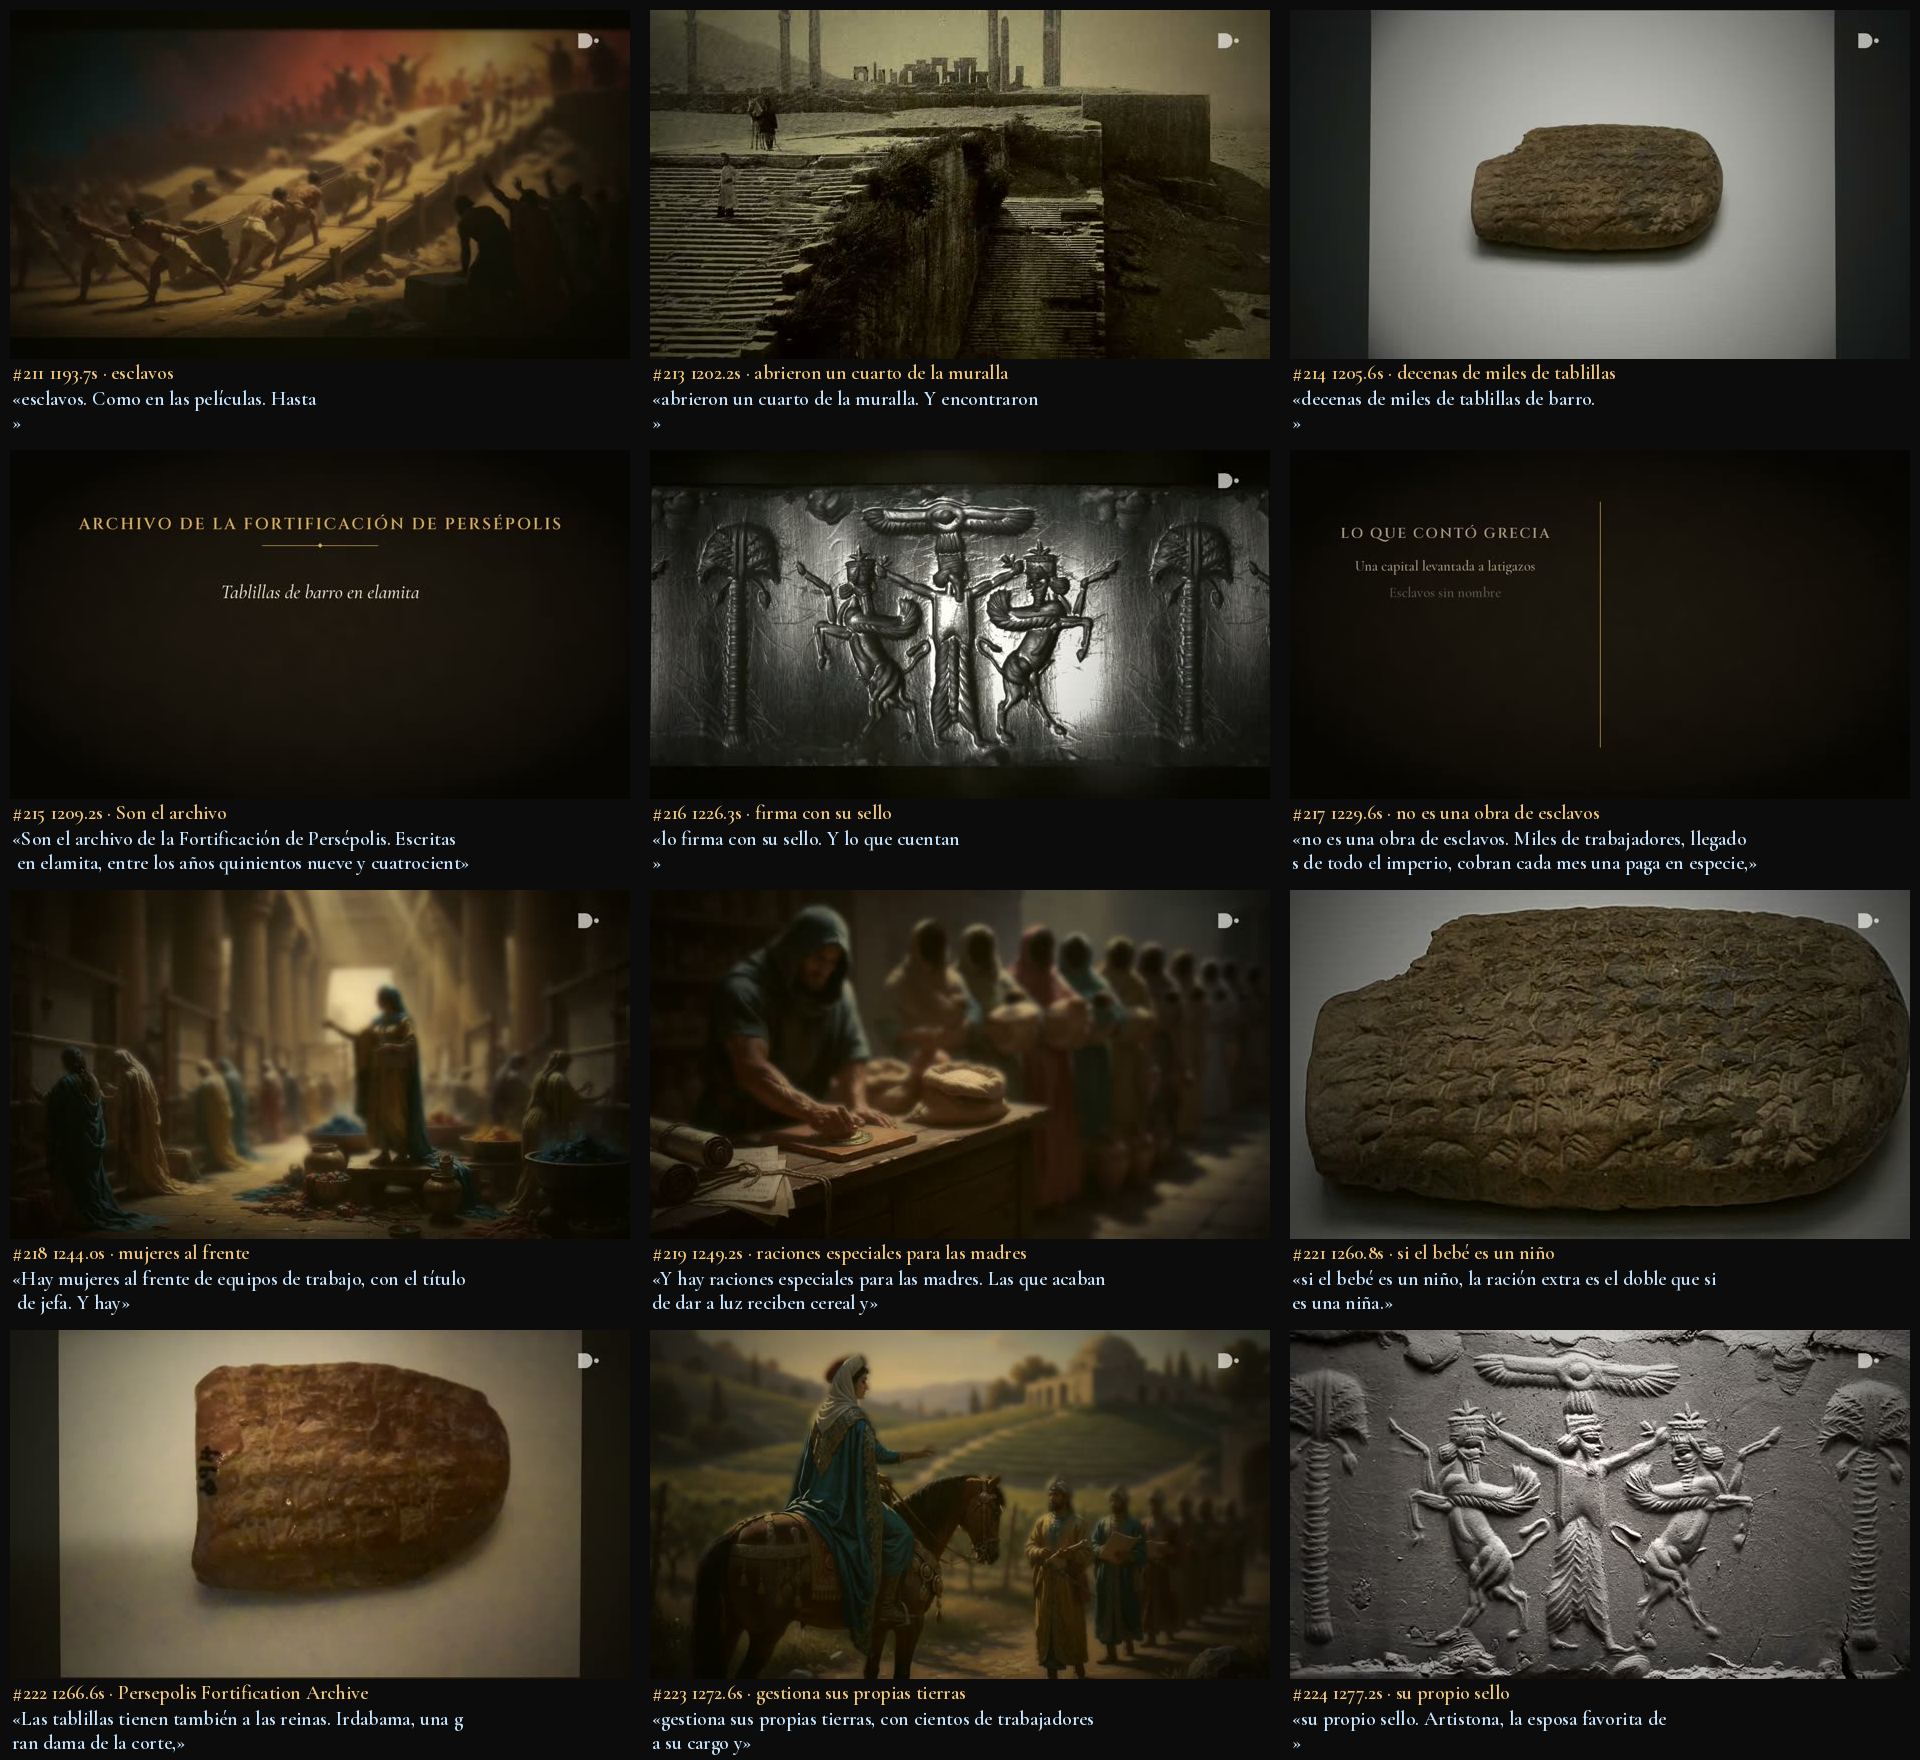 #211 1193.7s · esclavos
«esclavos. Como en las películas. Hasta
»
#213 1202.2s · abrieron un cuarto de la muralla
«abrieron un cuarto de la muralla. Y encontraron
»
#214 1205.6s · decenas de miles de tablillas
«decenas de miles de tablillas de barro.
»
ARCHIVO DE LA FORTIFICACIÓN DE PERSÉPOLIS
Tablillas de barro en elamita
#215 1209.2s · Son el archivo
«Son el archivo de la Fortificación de Persépolis. Escritas
en elamita, entre los años quinientos nueve y cuatrocient»
#216 1226.3s · firma con su sello
«lo firma con su sello. Y lo que cuentan
»
LO QUE CONTÓ GRECIA
Una capital levantada a latigazos
Esclavos sin nombre
#217 1229.6s · no es una obra de esclavos
«no es una obra de esclavos. Miles de trabajadores, llegado
s de todo el imperio, cobran cada mes una paga en especie,»
#218 1244.0s · mujeres al frente
«Hay mujeres al frente de equipos de trabajo, con el título
de jefa. Y hay»
#219 1249.2s · raciones especiales para las madres
«Y hay raciones especiales para las madres. Las que acaban
de dar a luz reciben cereal y»
#221 1260.8s · si el bebé es un niño
«si el bebé es un niño, la ración extra es el doble que si
es una niña.»
#222 1266.6s · Persepolis Fortification Archive
«Las tablillas tienen también a las reinas. Irdabama, una g
ran dama de la corte,»
#223 1272.6s · gestiona sus propias tierras
«gestiona sus propias tierras, con cientos de trabajadores
a su cargo y»
#224 1277.2s · su propio sello
«su propio sello. Artistona, la esposa favorita de
»